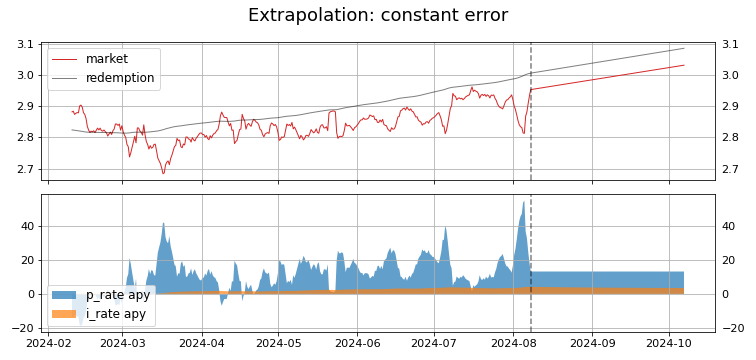 Extrapolation: constant error
3.1 3.1
market
redemption
3.0 3.0
2.9 2.9
2.8 2.8
2.7 2.7
40 40
20 20
p_rate apy
0 0
i_rate apy
−20 −20
2024-02 2024-03 2024-04 2024-05 2024-06 2024-07 2024-08 2024-09 2024-10